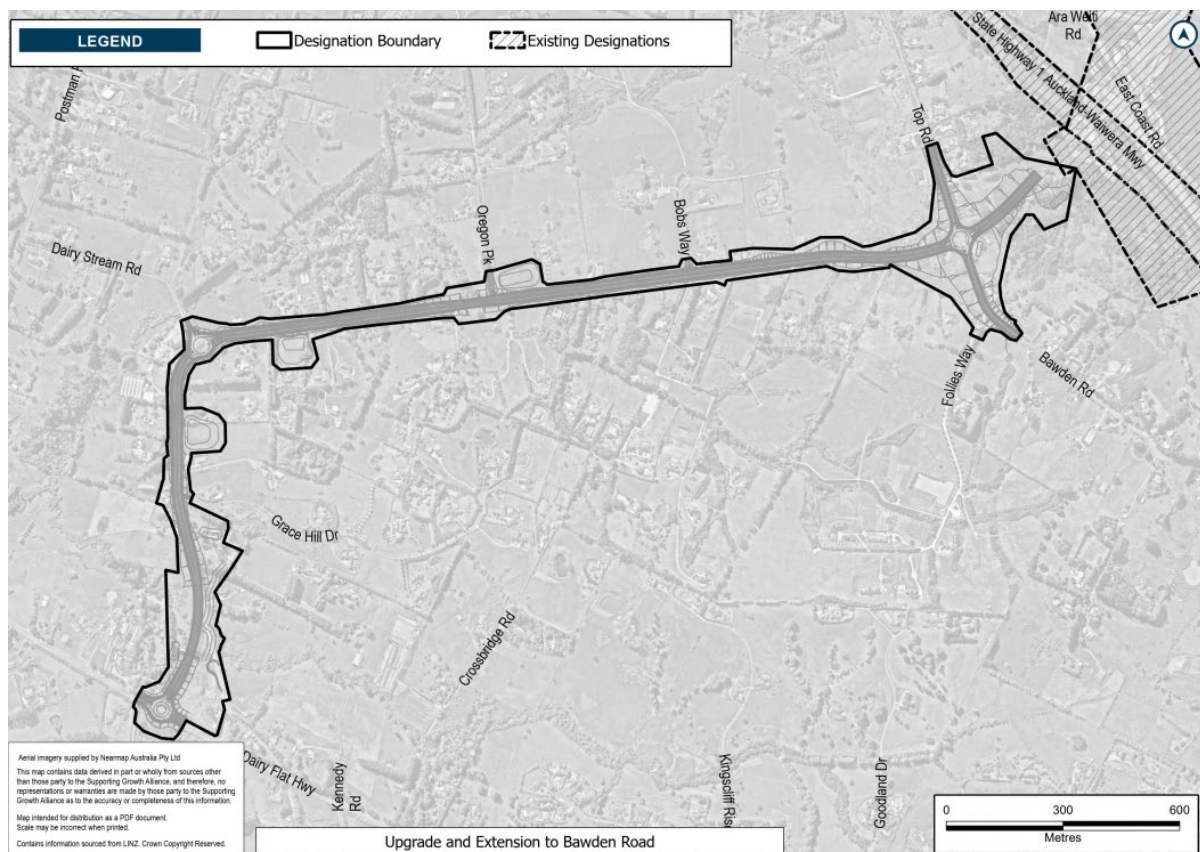 LEGEND
Designation Boundary
Existing Designations
Ara Weiti
Rd
State Highway 1 Auckland-Waiwera Mwy
East Coast Rd
Postman
Top Rd
Dairy Stream Rd
Oregon Pk
Bobs Way
Follies Way
Bawden Rd
Grace Hill Dr
Crossbridge Rd
Dairy Flat Hwy
Kennedy
Rd
Kingscliff Rise
Goodland Dr
Aerial imagery supplied by Nearmap Australia Pty Ltd
This map contains data derived in part or wholly from sources other
than those party to the Supporting Growth Alliance, and therefore, no
representations or warranties are made by those party to the Supporting
Growth Alliance as to the accuracy or completeness of this information.
Map intended for distribution as a PDF document.
Scale may be incorrect when printed.
Contains information sourced from LINZ. Crown Copyright Reserved.
Upgrade and Extension to Bawden Road
0 300 600
Metres